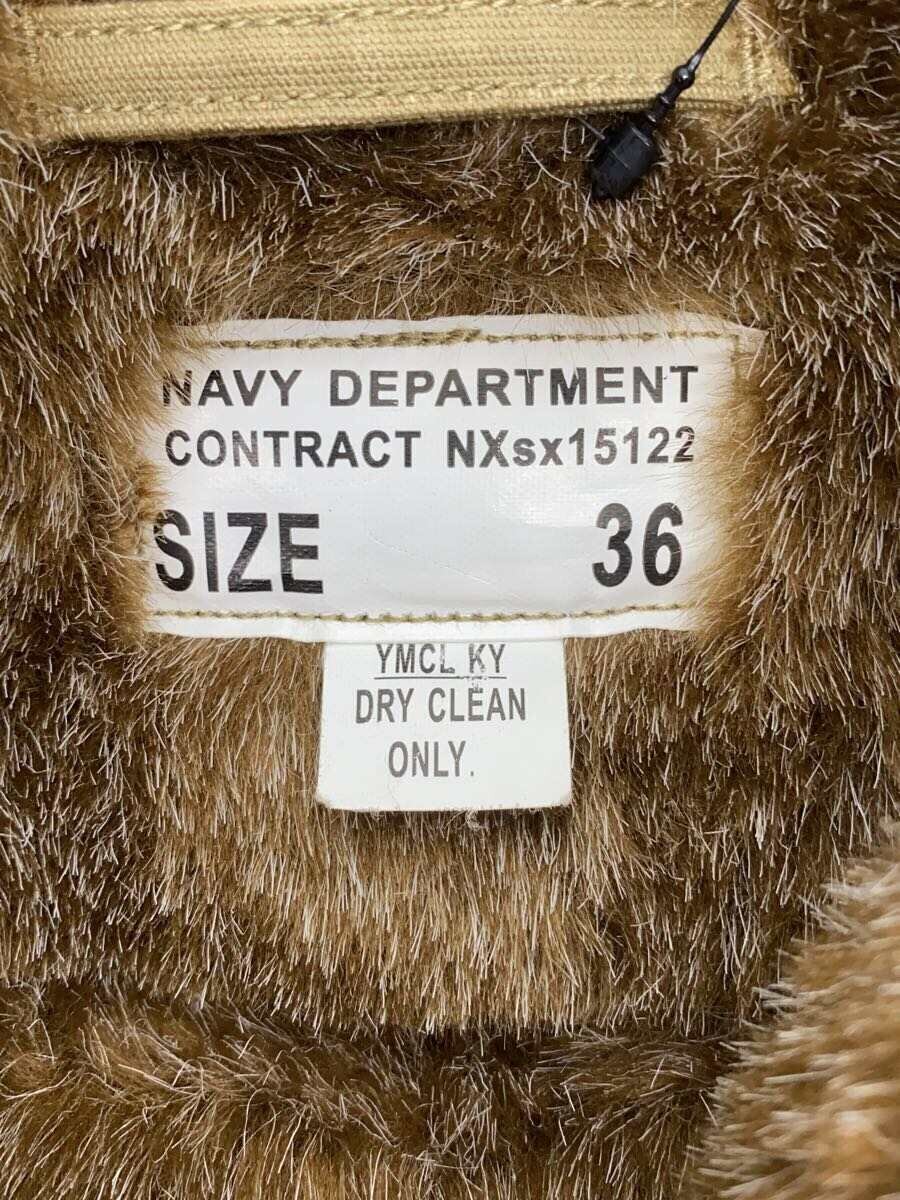 NAVY DEPARTMENT
CONTRACT NXsx15122
SIZE 36
YMCL KY
DRY CLEAN
ONLY.